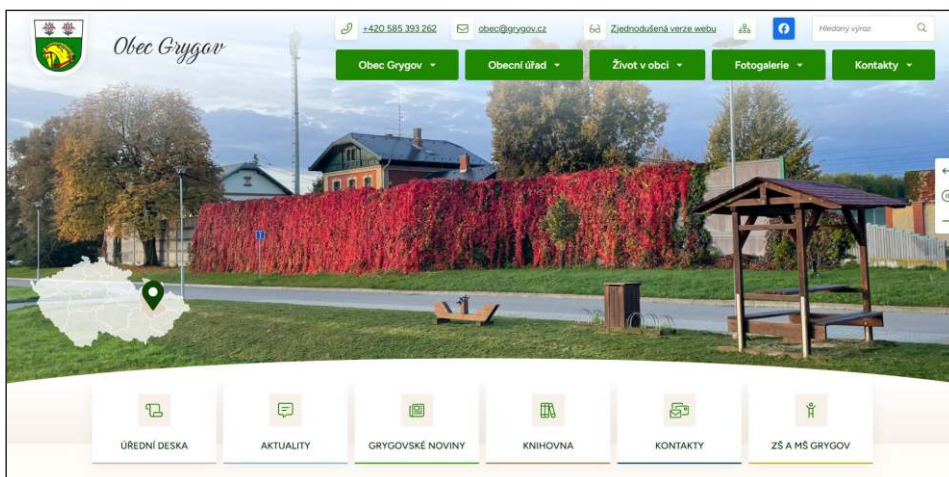 Obec Grygov
+420 585 393 262
obec@grygov.cz
Zjednodušená verze webu
Hledaný výraz
Obec Grygov
Obecní úřad
Život v obci
Fotogalerie
Kontakty
ÚŘEDNÍ DESKA
AKTUALITY
GRYGOVSKÉ NOVINY
KNIHOVNA
KONTAKTY
ZŠ A MŠ GRYGOV